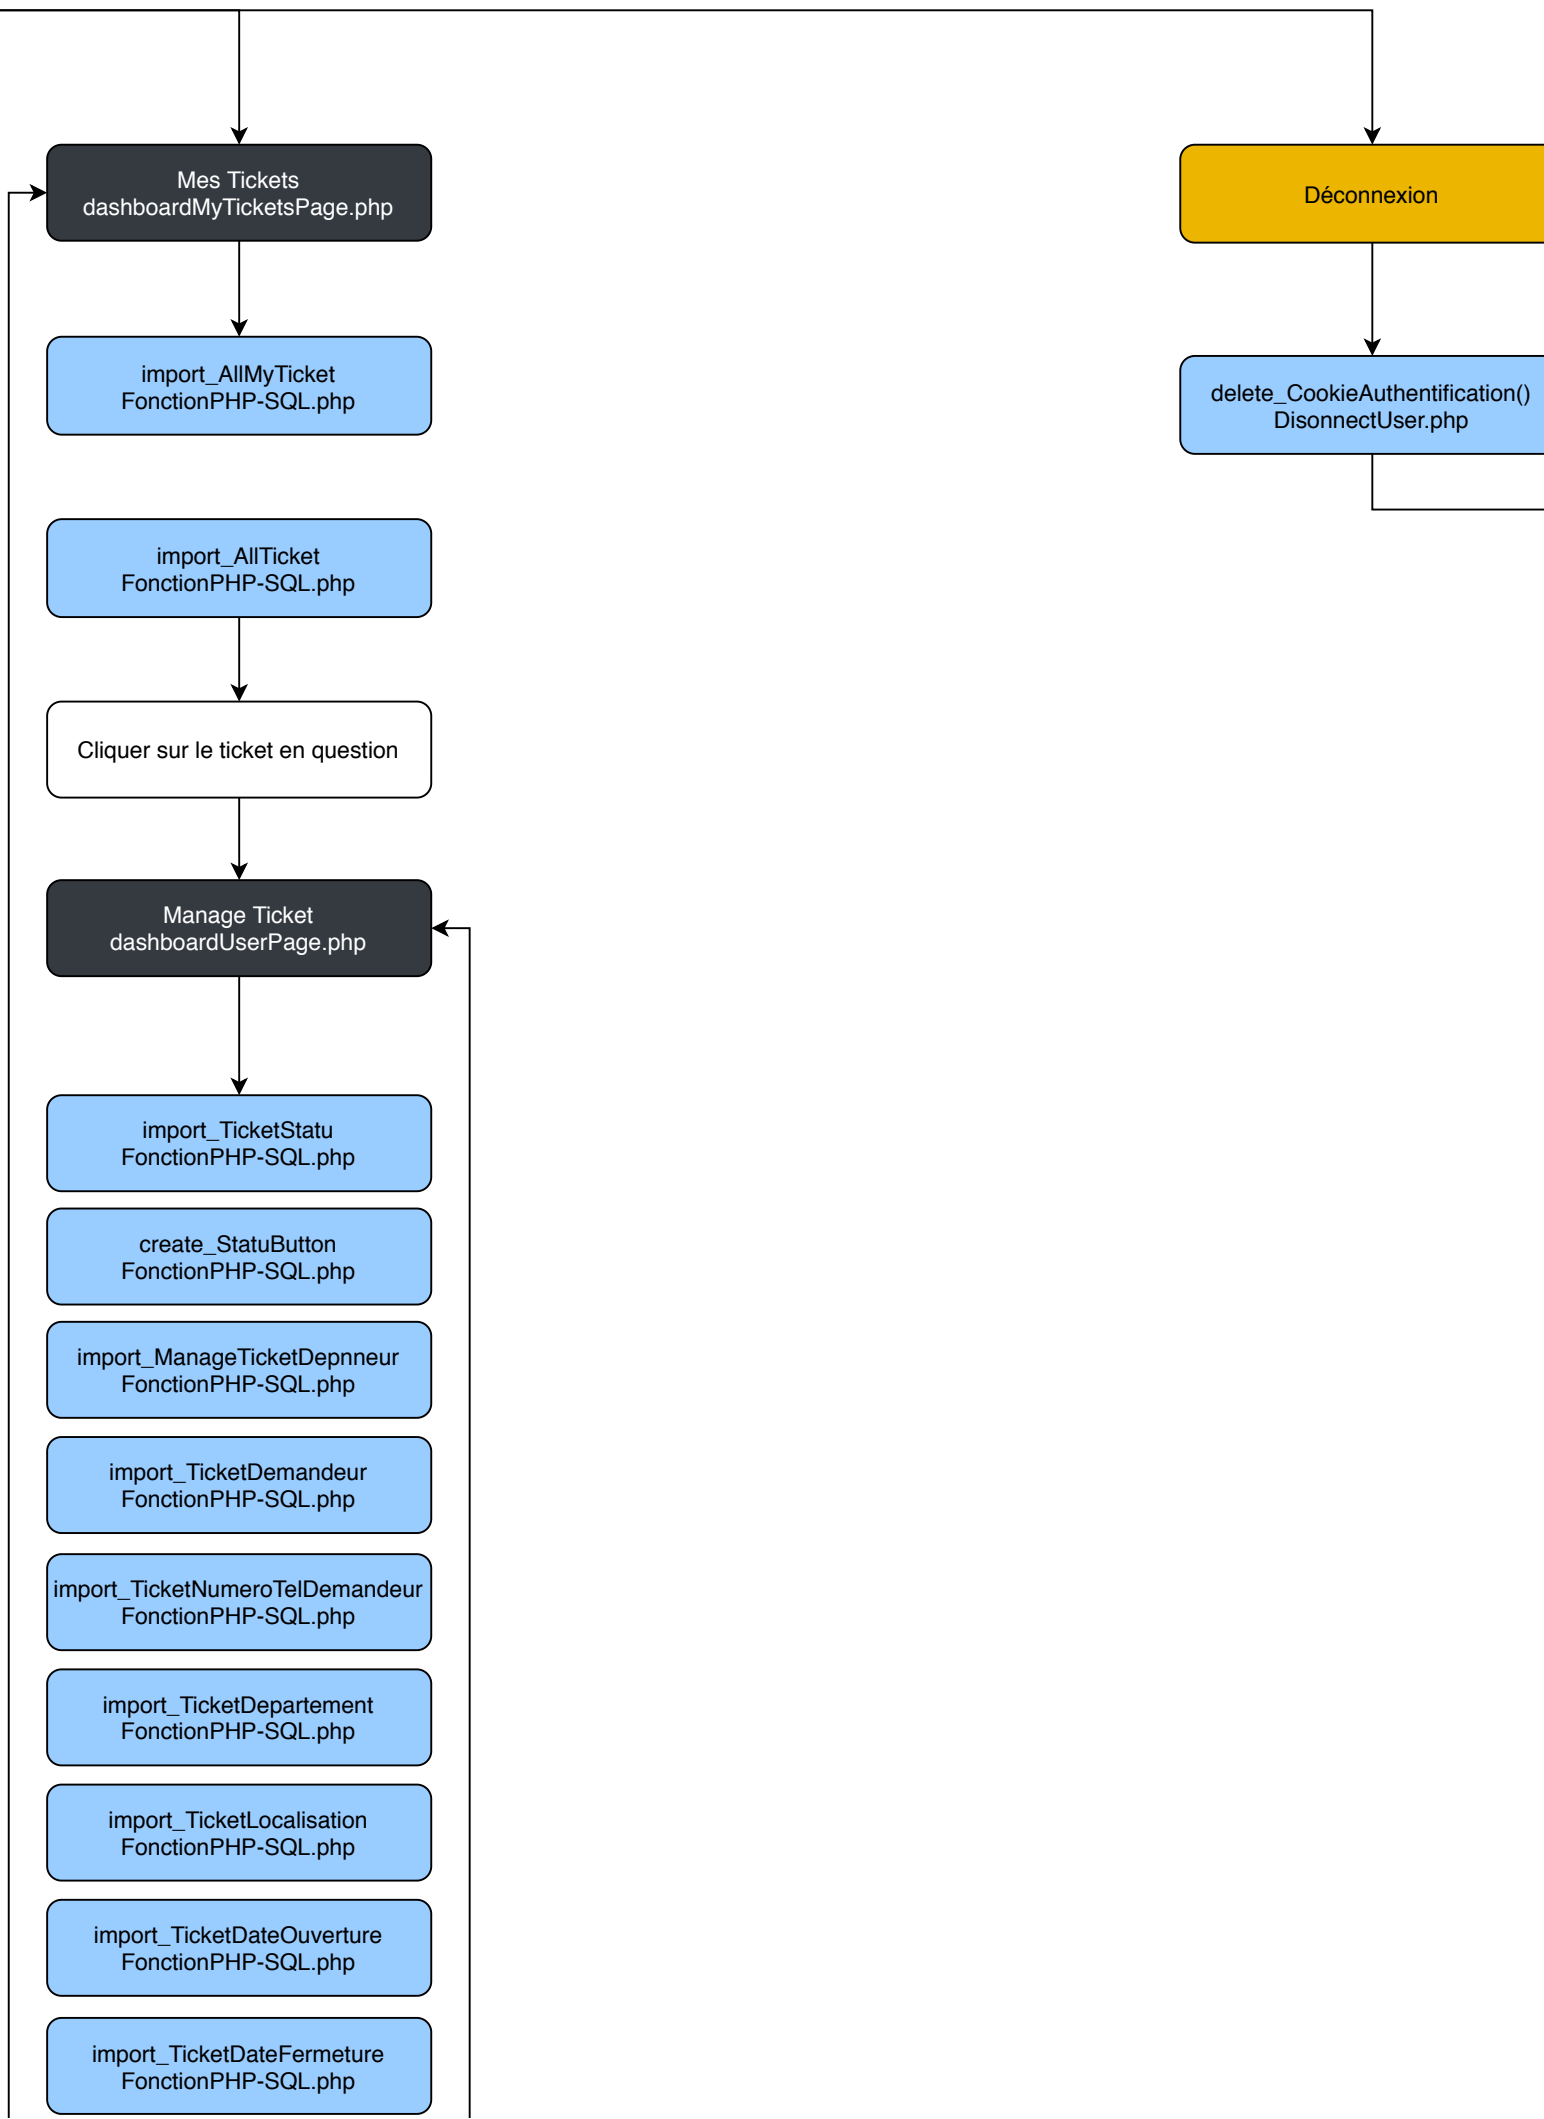 Mes Tickets
dashboardMyTicketsPage.php
Déconnexion
import_AllMyTicket
FonctionPHP-SQL.php
delete_CookieAuthentification()
DisonnectUser.php
import_AllTicket
FonctionPHP-SQL.php
Cliquer sur le ticket en question
Manage Ticket
dashboardUserPage.php
import_TicketStatu
FonctionPHP-SQL.php
create_StatuButton
FonctionPHP-SQL.php
import_ManageTicketDepnneur
FonctionPHP-SQL.php
import_TicketDemandeur
FonctionPHP-SQL.php
import_TicketNumeroTelDemandeur
FonctionPHP-SQL.php
import_TicketDepartement
FonctionPHP-SQL.php
import_TicketLocalisation
FonctionPHP-SQL.php
import_TicketDateOuverture
FonctionPHP-SQL.php
import_TicketDateFermeture
FonctionPHP-SQL.php